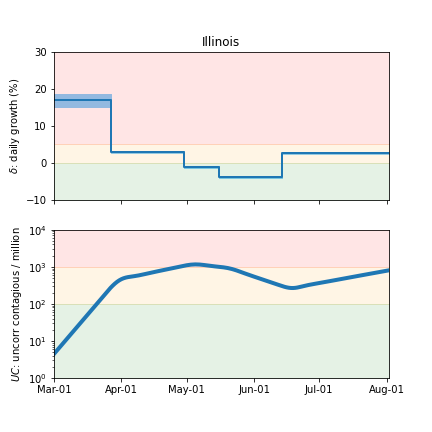 Illinois
δ: daily growth (%)
30
20
10
0
−10
UC: uncorr contagious / million
10⁴
10³
10²
10¹
10⁰
Mar-01 Apr-01 May-01 Jun-01 Jul-01 Aug-01